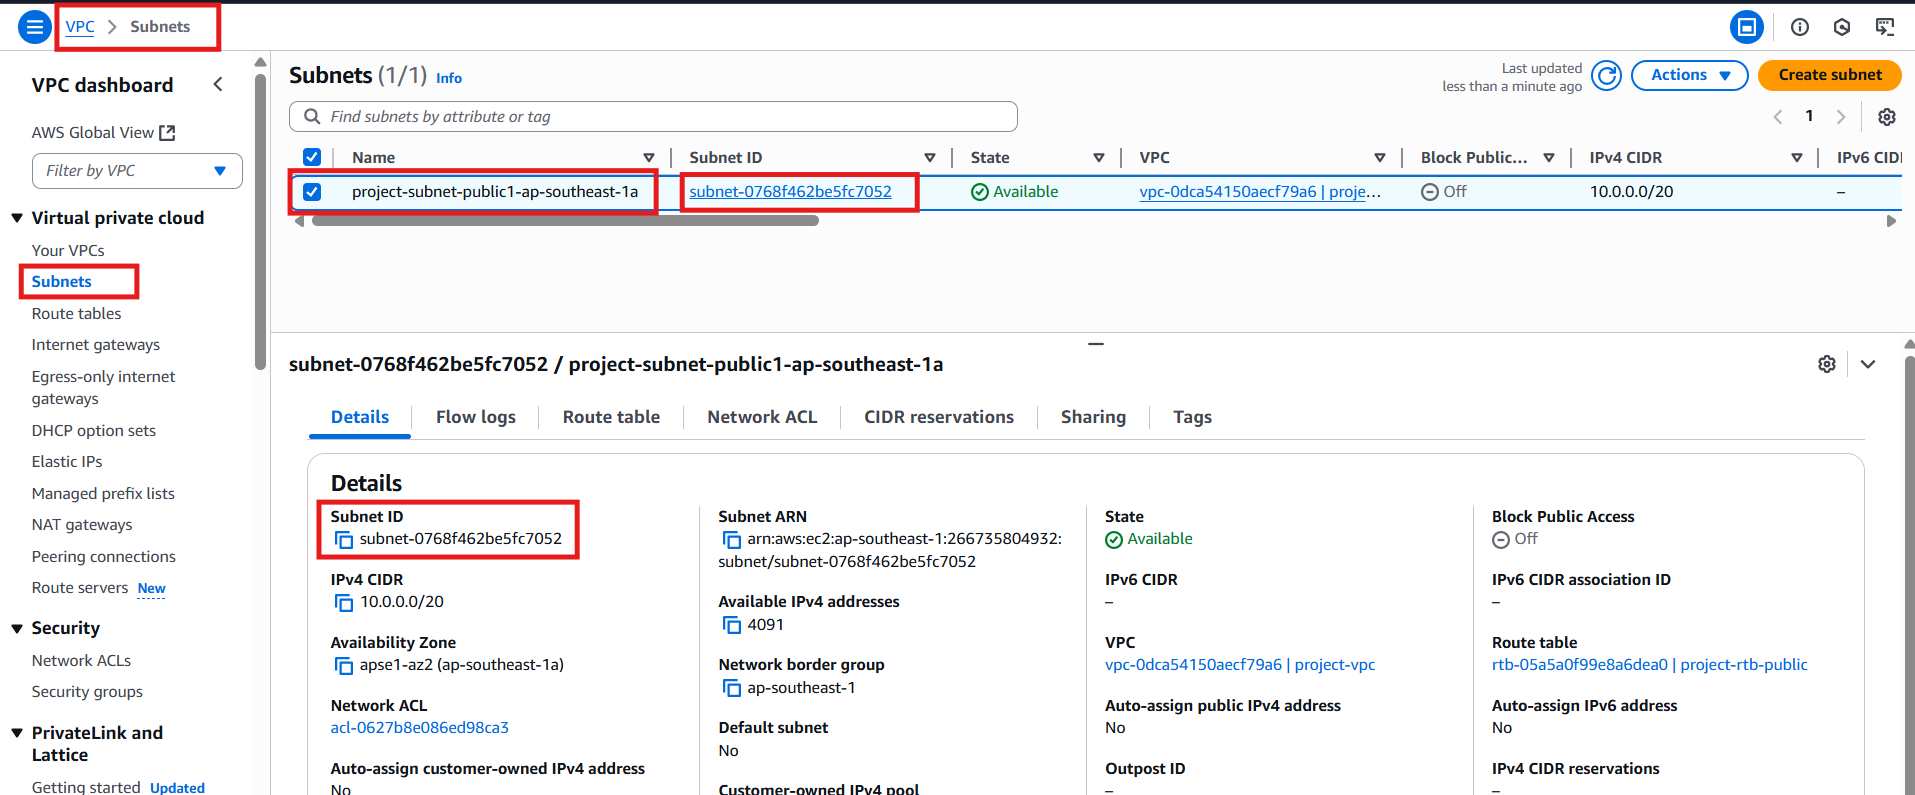 VPC > Subnets
VPC dashboard
AWS Global View
Filter by VPC
Virtual private cloud
Your VPCs
Subnets
Route tables
Internet gateways
Egress-only internet
gateways
DHCP option sets
Elastic IPs
Managed prefix lists
NAT gateways
Peering connections
Route servers New
Security
Network ACLs
Security groups
PrivateLink and
Lattice
Getting started Updated
Subnets (1/1) Info
Last updated
less than a minute ago
Actions
Create subnet
Find subnets by attribute or tag
1
Name Subnet ID State VPC Block Public... IPv4 CIDR IPv6 CIDI
project-subnet-public1-ap-southeast-1a subnet-0768f462be5fc7052 Available vpc-0dca54150aecf79a6 | proje... Off 10.0.0.0/20 –
subnet-0768f462be5fc7052 / project-subnet-public1-ap-southeast-1a
Details Flow logs Route table Network ACL CIDR reservations Sharing Tags
Details
Subnet ID
subnet-0768f462be5fc7052
IPv4 CIDR
10.0.0.0/20
Availability Zone
apse1-az2 (ap-southeast-1a)
Network ACL
acl-0627b8e086ed98ca3
Auto-assign customer-owned IPv4 address
No
Subnet ARN
arn:aws:ec2:ap-southeast-1:266735804932:
subnet/subnet-0768f462be5fc7052
Available IPv4 addresses
4091
Network border group
ap-southeast-1
Default subnet
No
Customer-owned IPv4 pool
State
Available
IPv6 CIDR
–
VPC
vpc-0dca54150aecf79a6 | project-vpc
Auto-assign public IPv4 address
No
Outpost ID
–
Block Public Access
Off
IPv6 CIDR association ID
–
Route table
rtb-05a5a0f99e8a6dea0 | project-rtb-public
Auto-assign IPv6 address
No
IPv4 CIDR reservations
–